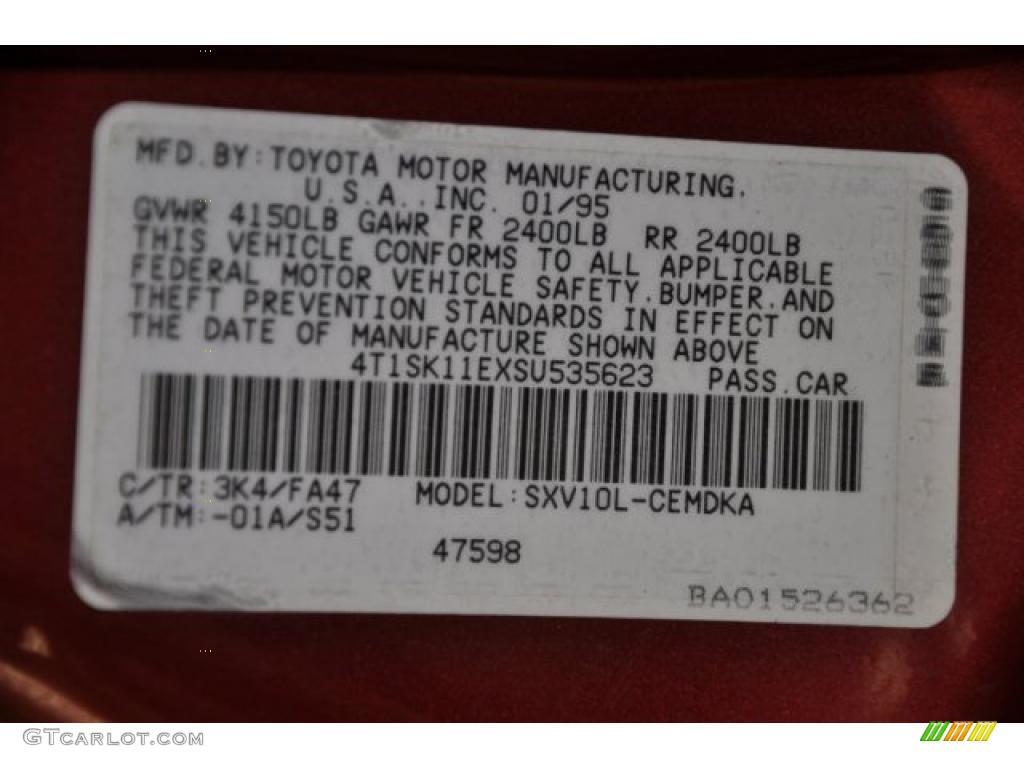 MFD. BY: TOYOTA MOTOR MANUFACTURING.
U.S.A., INC. 01/95
GVWR 4150LB GAWR FR 2400LB RR 2400LB
THIS VEHICLE CONFORMS TO ALL APPLICABLE
FEDERAL MOTOR VEHICLE SAFETY.BUMPER.AND
THEFT PREVENTION STANDARDS IN EFFECT ON
THE DATE OF MANUFACTURE SHOWN ABOVE
4T1SK11EXSU535623 PASS.CAR
C/TR:3K4/FA47 MODEL:SXV10L-CEMDKA
A/TM:-01A/S51
47598
BA01526362
GTCARLOT.COM